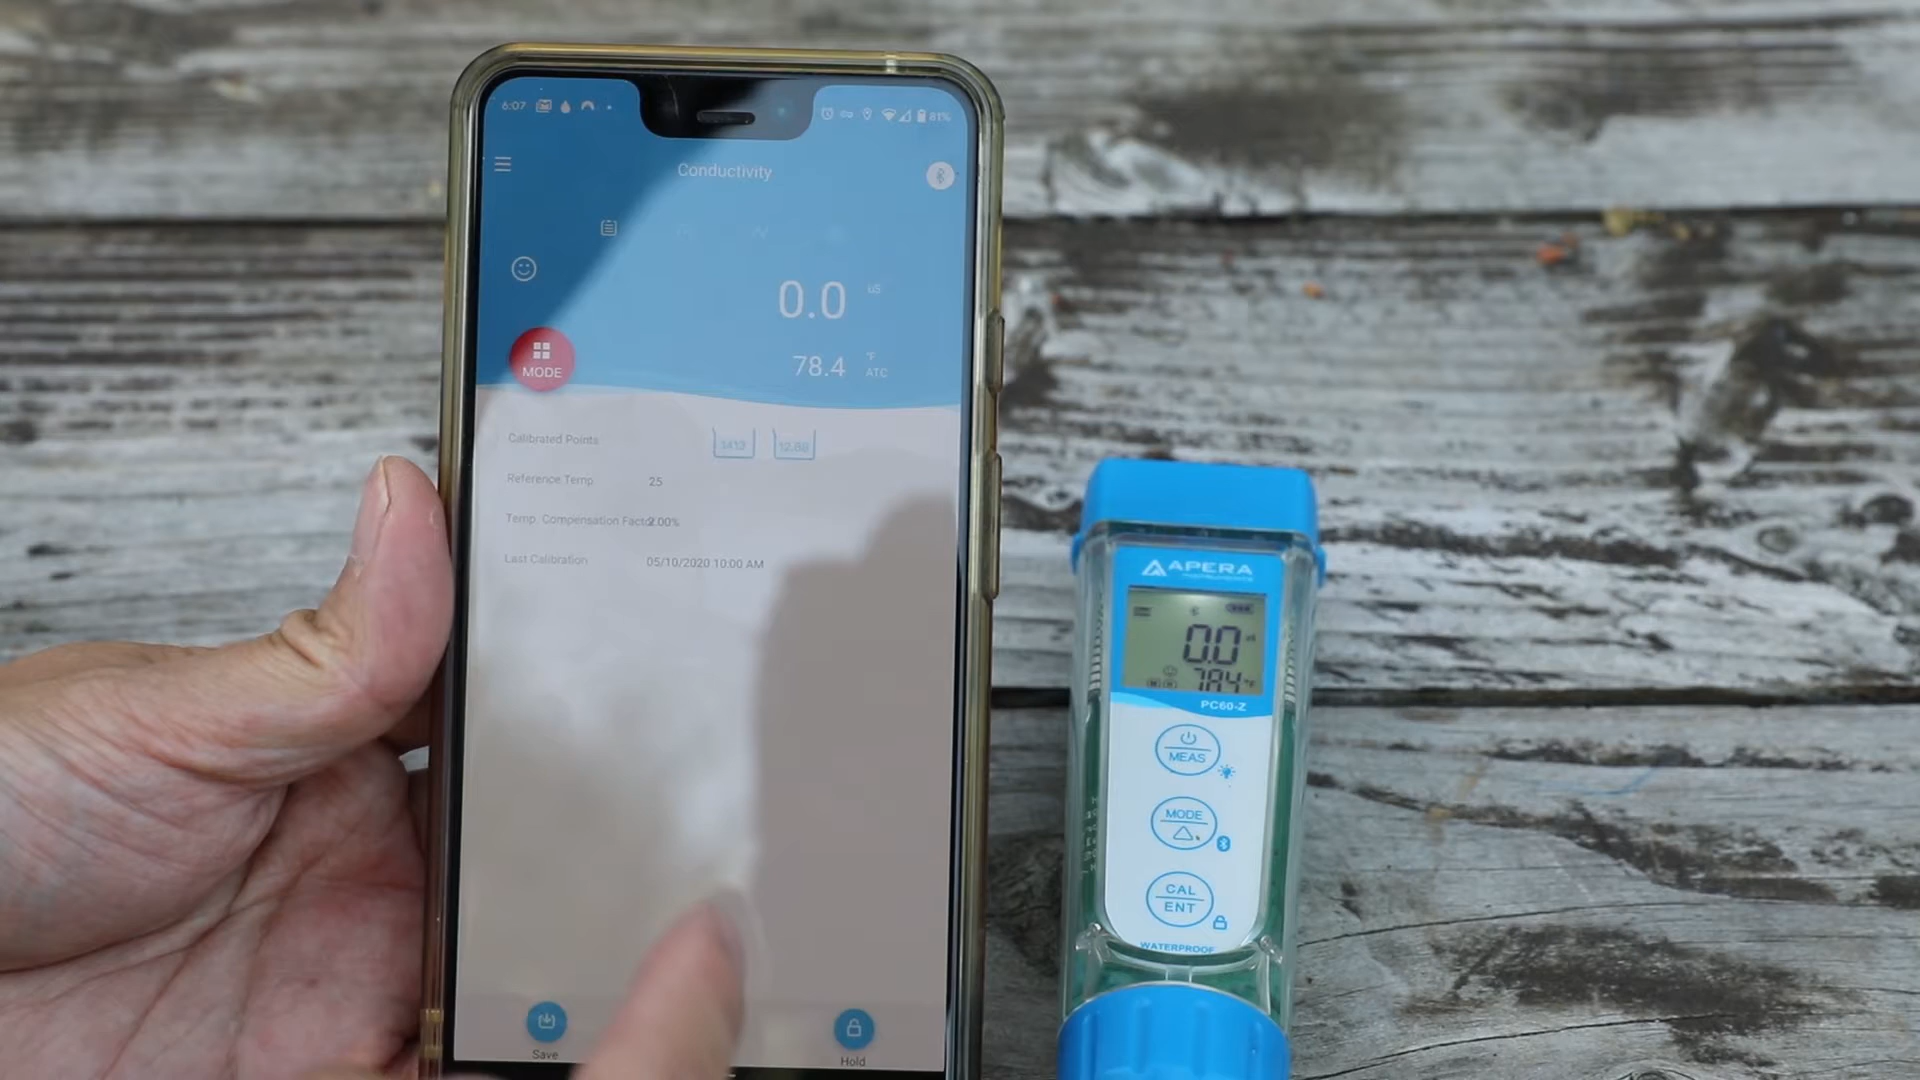 6:07
81%
Conductivity
0.0 uS
78.4 °F
ATC
MODE
Calibrated Points 1413 12.88
Reference Temp 25
Temp. Compensation Factor 2.00%
Last Calibration 05/10/2020 10:00 AM
Save
Hold
APERA
INSTRUMENTS
0.0
78.4 °F
PC60-Z
MEAS
MODE
CAL
ENT
WATERPROOF